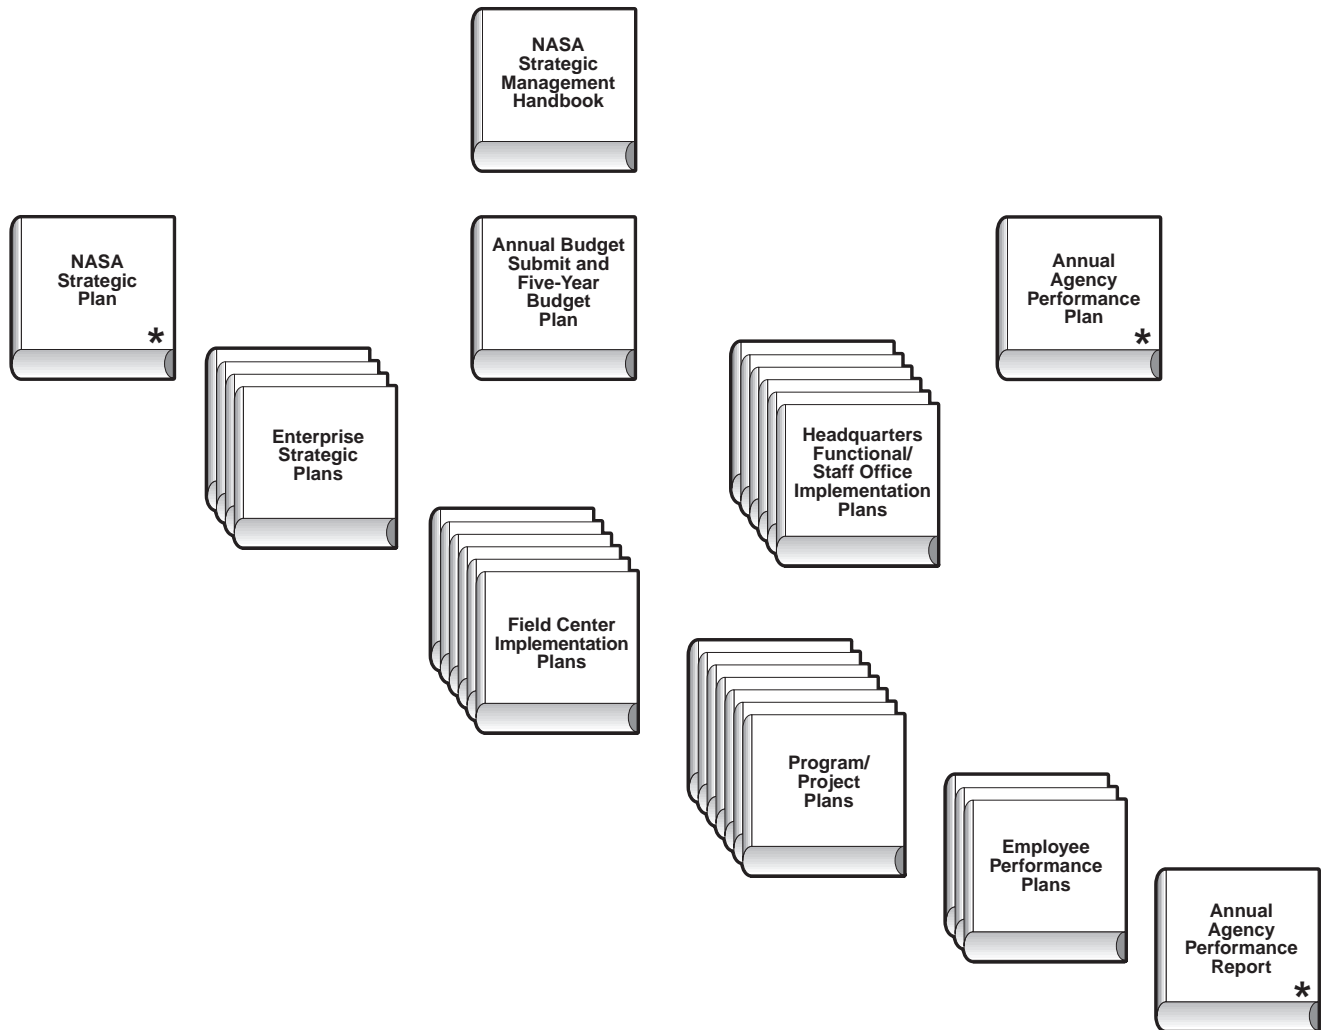 NASA
Strategic
Management
Handbook
NASA
Strategic
Plan
*
Annual Budget
Submit and
Five-Year
Budget
Plan
Annual
Agency
Performance
Plan
*
Enterprise
Strategic
Plans
Headquarters
Functional/
Staff Office
Implementation
Plans
Field Center
Implementation
Plans
Program/
Project
Plans
Employee
Performance
Plans
Annual
Agency
Performance
Report
*